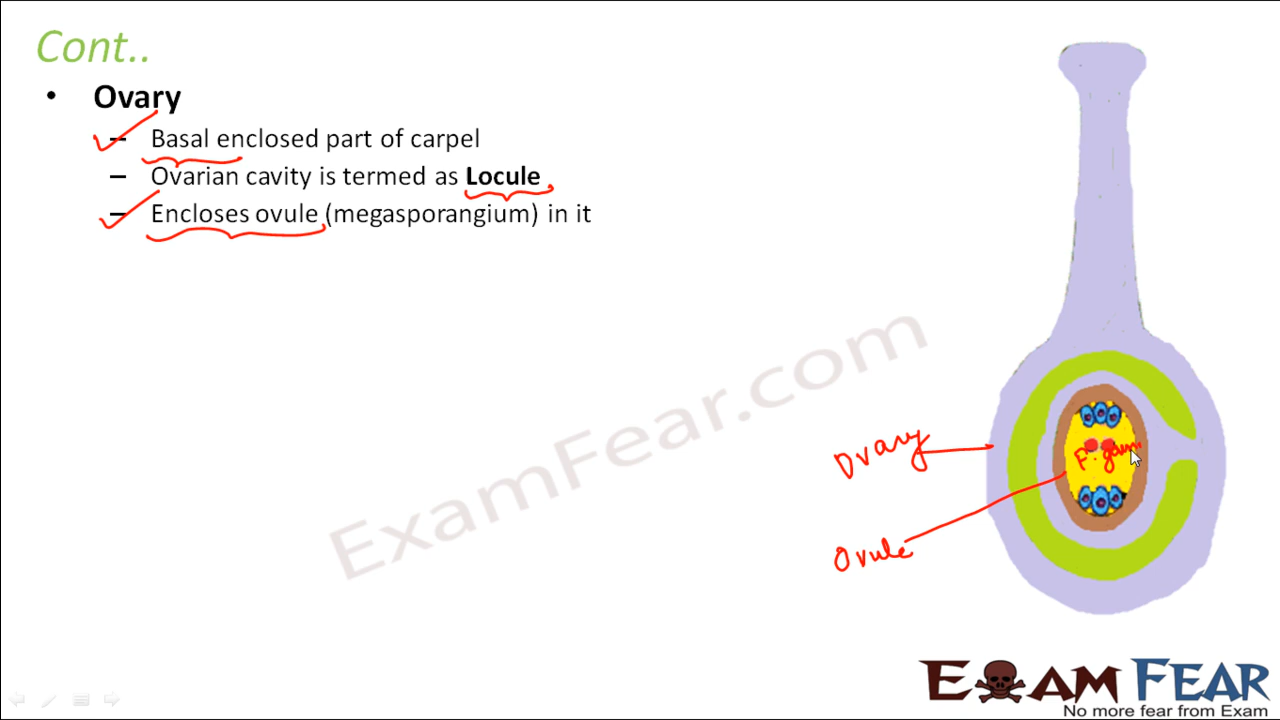 Cont..
• Ovary
– Basal enclosed part of carpel
– Ovarian cavity is termed as Locule
– Encloses ovule (megasporangium) in it
ExamFear.com
Ovary
F. gam
Ovule
EXAM FEAR
No more fear from Exam